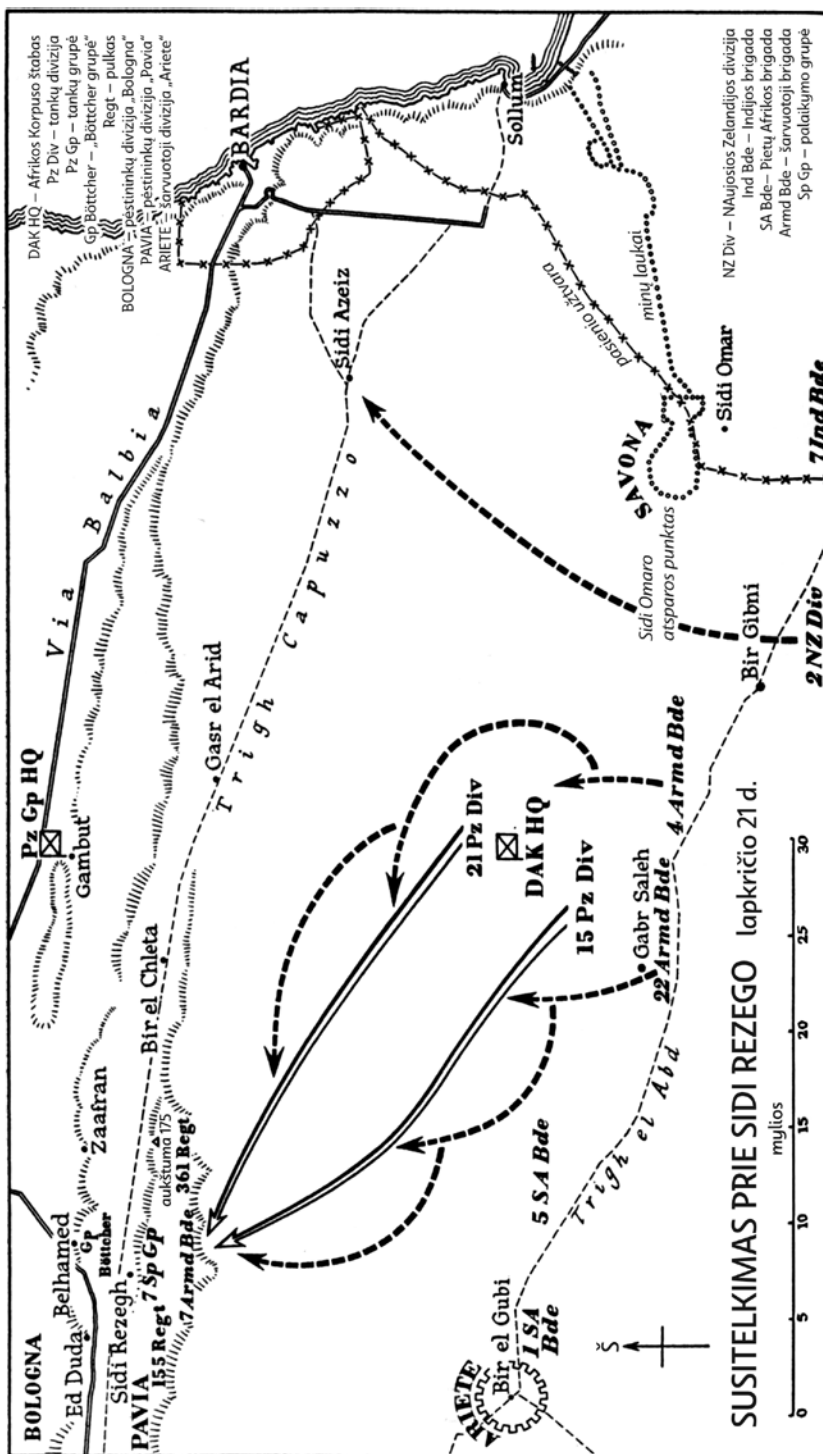 DAK HQ – Afrikos Korpuso štabas
Pz Div – tankų divizija
Pz Gp – tankų grupė
Gp Böttcher – „Böttcher grupė“
Regt – pulkas
BOLOGNA – pėstininkų divizija „Bologna“
PAVIA – pėstininkų divizija „Pavia“
ARIETE – šarvuotoji divizija „Ariete“
BOLOGNA
Ed Duda
Belhamed
Gp
Böttcher
Zaafran
Gambut
Pz Gp HQ
Via Balbia
BARDIA
Sidi Rezegh
PAVIA
155 Regt
7 Sp Gp
7 Armd Bde
aukštuma 175
361 Regt
Bir el Chleta
Gasr el Arid
Trigh Capuzzo
Sidi Azeiz
Sollum
21 Pz Div
DAK HQ
15 Pz Div
pasienio užtvara
minų laukai
ARIETE
Bir el Gubi
1 SA
Bde
5 SA Bde
Trigh el Abd
Gabr Saleh
22 Armd Bde
4 Armd Bde
Bir Gibni
2 NZ Div
Sidi Omaro
atsparos punktas
SAVONA
Sidi Omar
7 Ind Bde
NZ Div – NAujosios Zelandijos divizija
Ind Bde – Indijos brigada
SA Bde– Pietų Afrikos brigada
Armd Bde – šarvuotoji brigada
Sp Gp – palaikymo grupė
Š
SUSITELKIMAS PRIE SIDI REZEGO lapkričio 21 d.
mylios
0 5 10 15 20 25 30